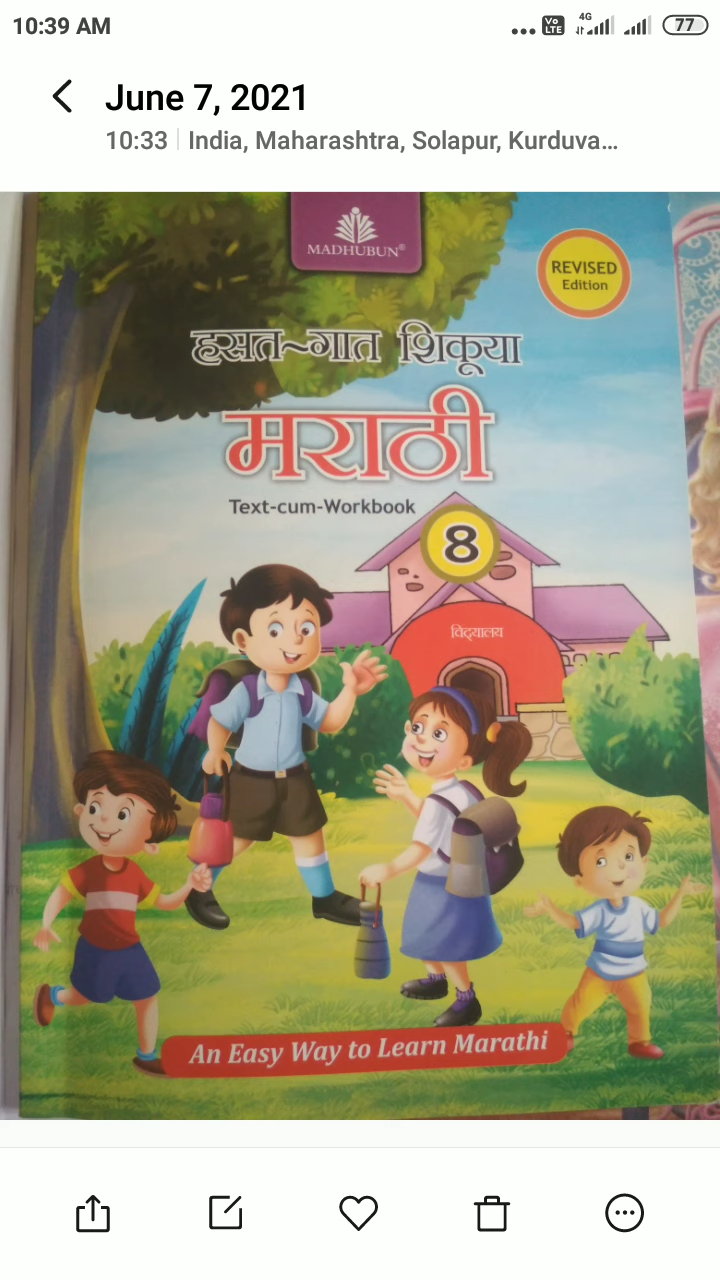 10:39 AM
Vo LTE 4G 77
June 7, 2021
10:33 India, Maharashtra, Solapur, Kurduva...
MADHUBUN®
REVISED
Edition
हसत~गात शिकूया
मराठी
Text-cum-Workbook
8
विद्यालय
An Easy Way to Learn Marathi